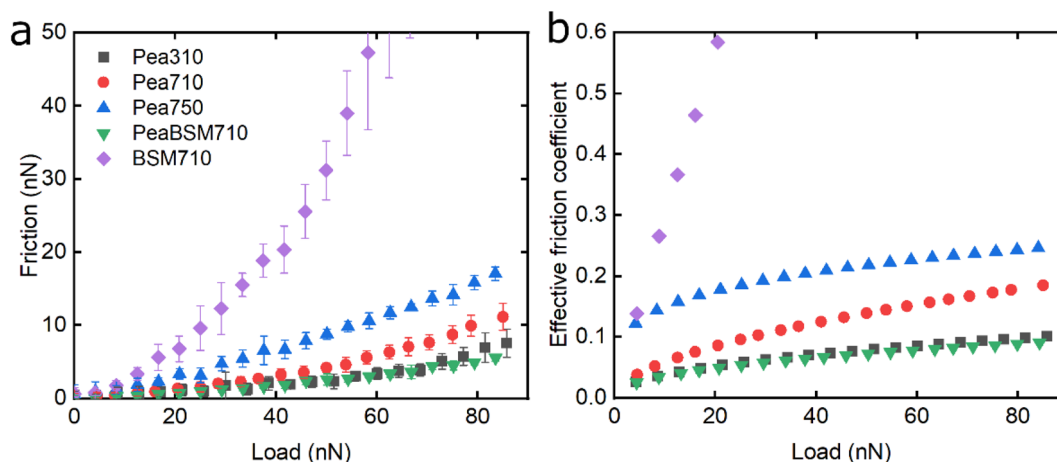 a
50
40
30
20
10
0
Friction (nN)
Pea310
Pea710
Pea750
PeaBSM710
BSM710
0 20 40 60 80
Load (nN)
b
0.6
0.5
0.4
0.3
0.2
0.1
0.0
Effective friction coefficient
0 20 40 60 80
Load (nN)